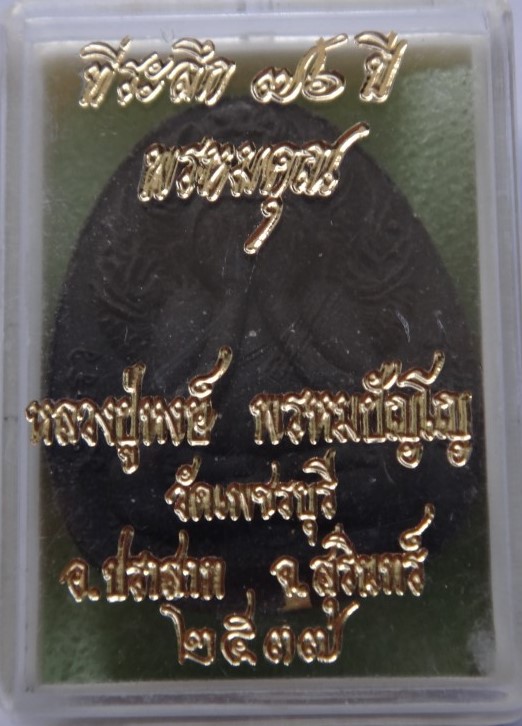 ที่ระลึก ๗๖ ปี
พรหมคุณ
หลวงปู่หงษ์ พรหมปัญโญ
วัดเพชรบุรี
อ.ปราสาท จ.สุรินทร์
๒๕๓๗